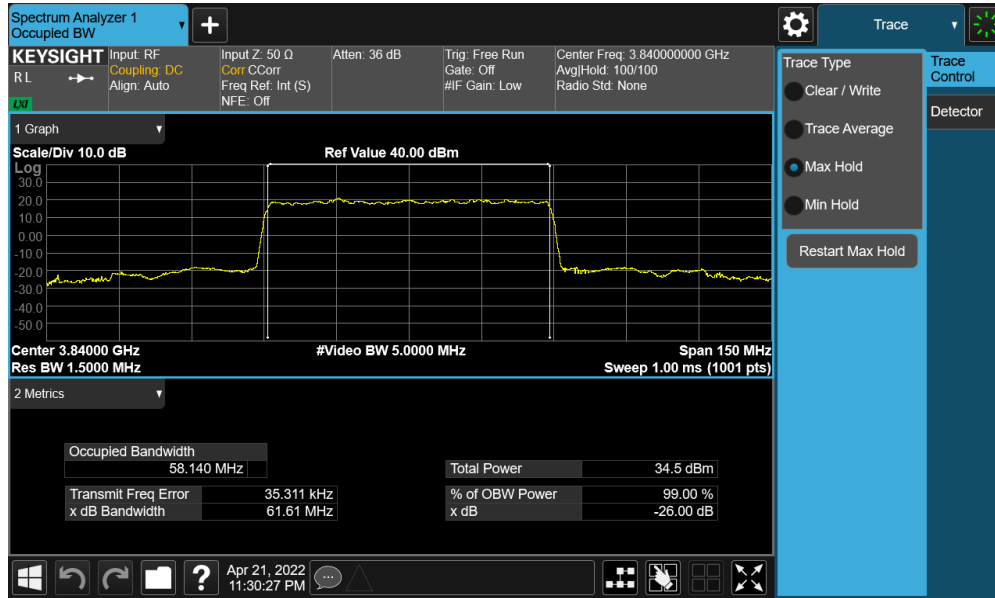 Spectrum Analyzer 1
Occupied BW
+
Trace
KEYSIGHT
R L
LXI
Input: RF
Coupling: DC
Align: Auto
Input Z: 50 Ω
Corr CCorr
Freq Ref: Int (S)
NFE: Off
Atten: 36 dB
Trig: Free Run
Gate: Off
#IF Gain: Low
Center Freq: 3.840000000 GHz
Avg|Hold: 100/100
Radio Std: None
Trace Type
Clear / Write
Trace Average
Max Hold
Min Hold
Restart Max Hold
Trace
Control
Detector
1 Graph
Scale/Div 10.0 dB
Ref Value 40.00 dBm
Log
30.0
20.0
10.0
0.00
-10.0
-20.0
-30.0
-40.0
-50.0
Center 3.84000 GHz
#Video BW 5.0000 MHz
Span 150 MHz
Res BW 1.5000 MHz
Sweep 1.00 ms (1001 pts)
2 Metrics
Occupied Bandwidth
58.140 MHz
Total Power 34.5 dBm
Transmit Freq Error 35.311 kHz
% of OBW Power 99.00 %
x dB Bandwidth 61.61 MHz
x dB -26.00 dB
?
Apr 21, 2022
11:30:27 PM